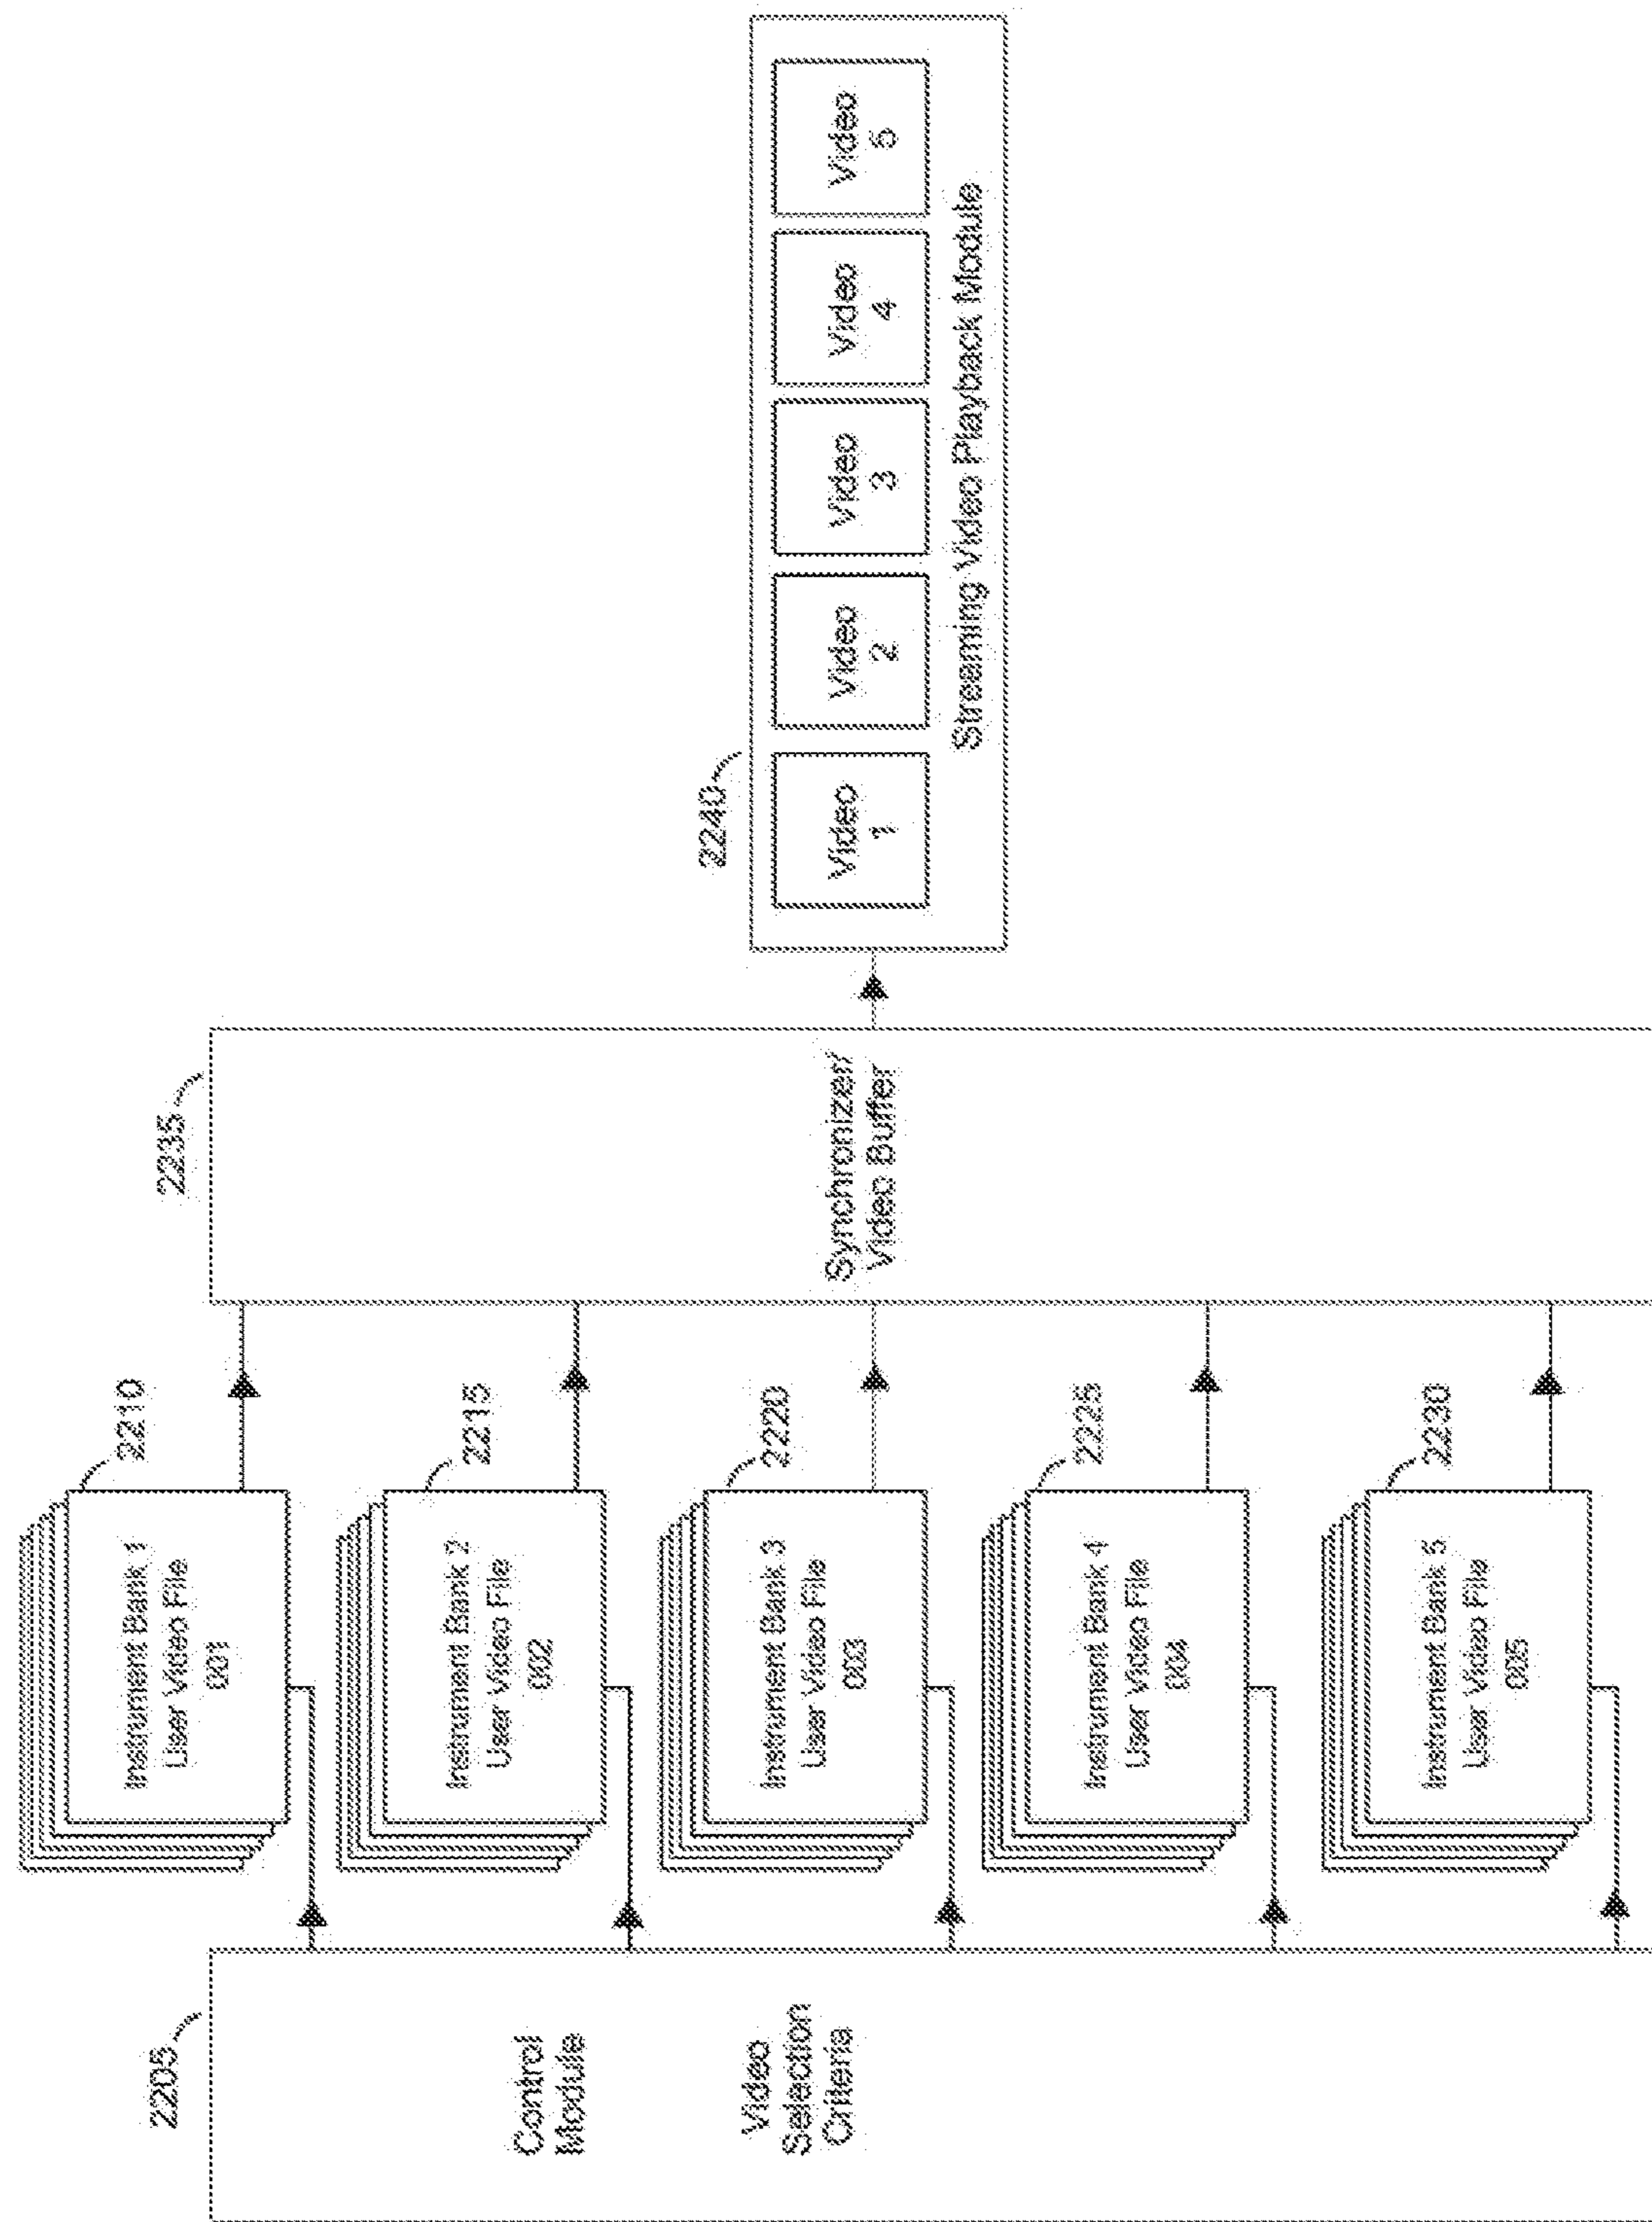 2205
Control
Module
Video
Selection
Criteria
2210
Instrument Bank 1
User Video File
001
2215
Instrument Bank 2
User Video File
002
2220
Instrument Bank 3
User Video File
003
2225
Instrument Bank 4
User Video File
004
2230
Instrument Bank 5
User Video File
005
2235
Synchronizer/
Video Buffer
2240
Video
1
Video
2
Video
3
Video
4
Video
5
Streaming Video Playback Module